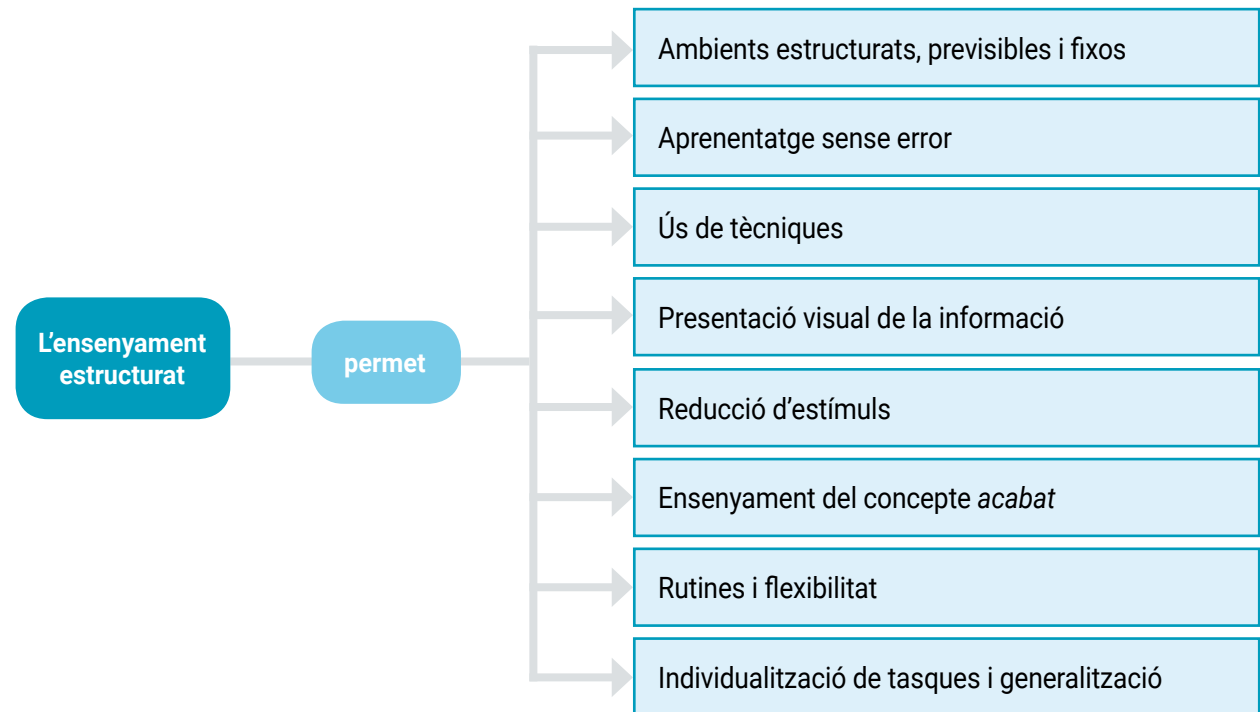 L’ensenyament
estructurat
permet
Ambients estructurats, previsibles i fixos
Aprenentatge sense error
Ús de tècniques
Presentació visual de la informació
Reducció d’estímuls
Ensenyament del concepte acabat
Rutines i flexibilitat
Individualització de tasques i generalització